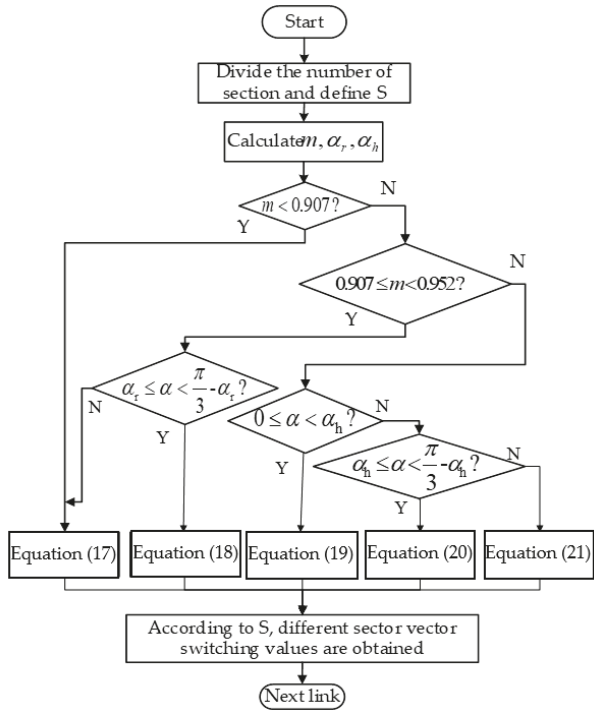 Start
Divide the number of
section and define S
Calculate m, αr, αh
m < 0.907?
N
Y
0.907≤m<0.952?
N
Y
αr ≤ α < π/3 -αr?
N
Y
0 ≤ α < αh?
N
Y
αh ≤ α < π/3 -αh?
N
Y
Equation (17)
Equation (18)
Equation (19)
Equation (20)
Equation (21)
According to S, different sector vector
switching values are obtained
Next link